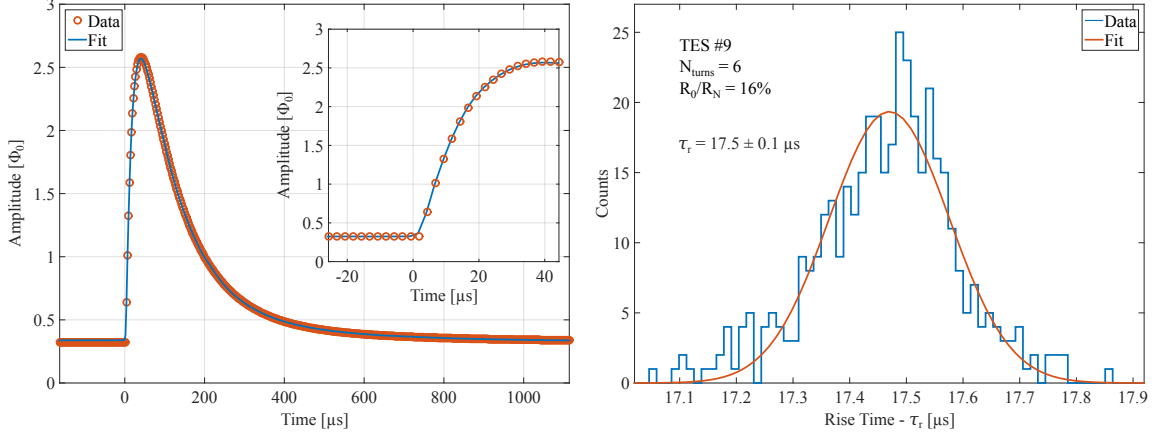 Data
Fit
3
2.5
2
1.5
1
0.5
0
Amplitude [Φ0]
0
200
400
600
800
1000
Time [µs]
3
2.5
2
1.5
1
0.5
0
Amplitude [Φ0]
-20
0
20
40
Time [µs]
TES #9
Nturns = 6
R0/RN = 16%
τr = 17.5 ± 0.1 µs
Data
Fit
25
20
15
10
5
0
Counts
17.1
17.2
17.3
17.4
17.5
17.6
17.7
17.8
17.9
Rise Time - τr [µs]